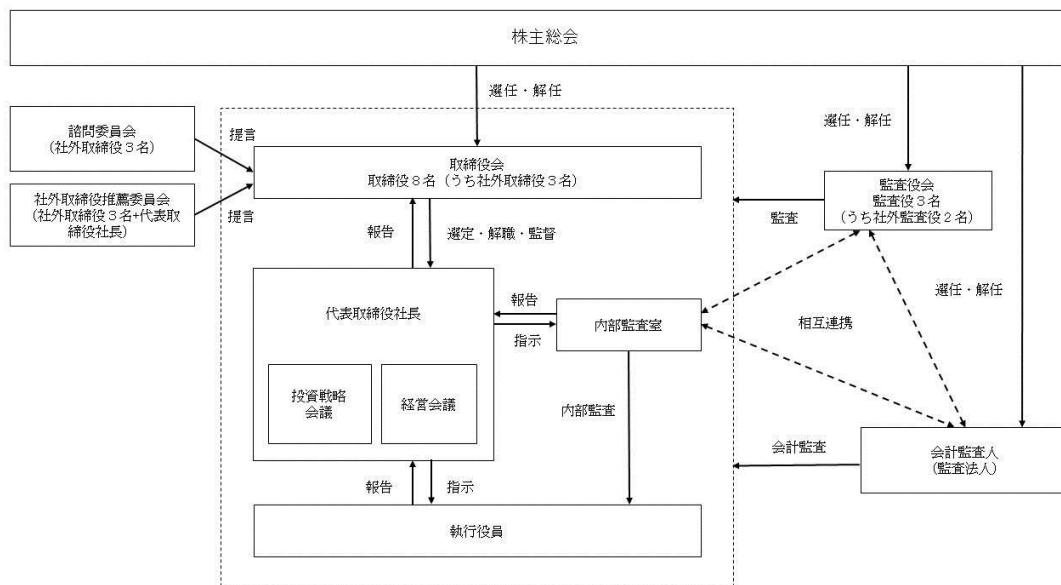 株主総会
選任・解任
選任・解任
諮問委員会
(社外取締役3名)
提言
取締役会
取締役8名(うち社外取締役3名)
社外取締役推薦委員会
(社外取締役3名+代表取
締役社長)
提言
監査役会
監査役3名
(うち社外監査役2名)
監査
報告
選定・解職・監督
選任・解任
代表取締役社長
報告
指示
内部監査室
相互連携
投資戦略
会議
経営会議
内部監査
会計監査
会計監査人
(監査法人)
報告
指示
執行役員